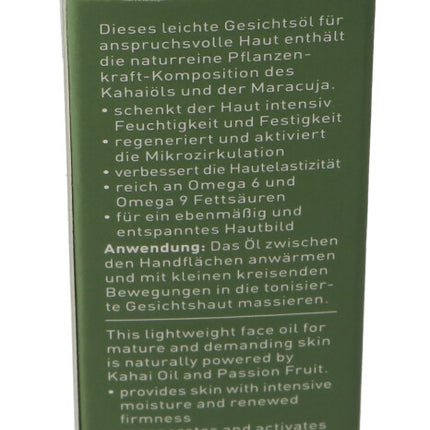 Dieses leichte Gesichtsöl für
anspruchsvolle Haut enthält
die naturreine Pflanzen-
kraft-Komposition des
Kahaiöls und der Maracuja.
• schenkt der Haut intensiv
Feuchtigkeit und Festigkeit
• regeneriert und aktiviert
die Mikrozirkulation
• verbessert die Hautelastizität
• reich an Omega 6 und
Omega 9 Fettsäuren
• für ein ebenmäßig und
entspanntes Hautbild
Anwendung: Das Öl zwischen
den Handflächen anwärmen
und mit kleinen kreisenden
Bewegungen in die tonisier-
te Gesichtshaut massieren.
This lightweight face oil for
mature and demanding skin
is naturally powered by
Kahai Oil and Passion Fruit.
• provides skin with intensive
moisture and renewed
firmness
and activates